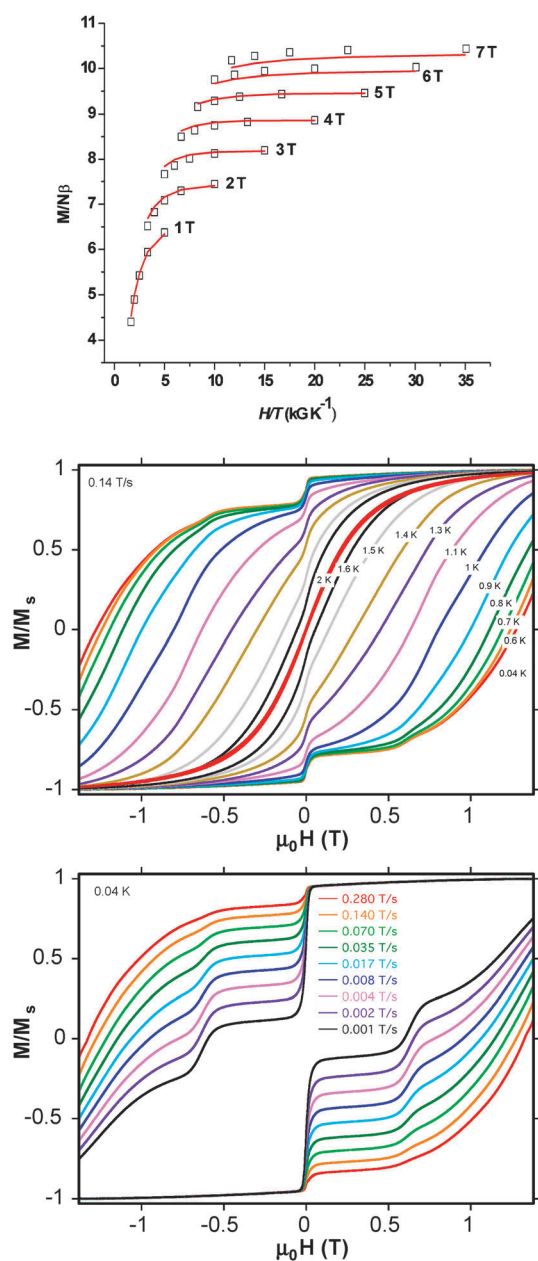 11
10
9
8
7
6
5
4
M/Nβ
7T
6T
5T
4T
3T
2T
1T
0 5 10 15 20 25 30 35
H/T(kGK⁻¹)
0.14 T/s
1
0.5
0
-0.5
-1
M/Mₛ
2 K
1.6 K
1.5 K
1.4 K
1.3 K
1.1 K
1 K
0.9 K
0.8 K
0.7 K
0.6 K
0.04 K
-1 -0.5 0 0.5 1
μ₀H (T)
0.04 K
1
0.5
0
-0.5
-1
M/Mₛ
0.280 T/s
0.140 T/s
0.070 T/s
0.035 T/s
0.017 T/s
0.008 T/s
0.004 T/s
0.002 T/s
0.001 T/s
-1 -0.5 0 0.5 1
μ₀H (T)